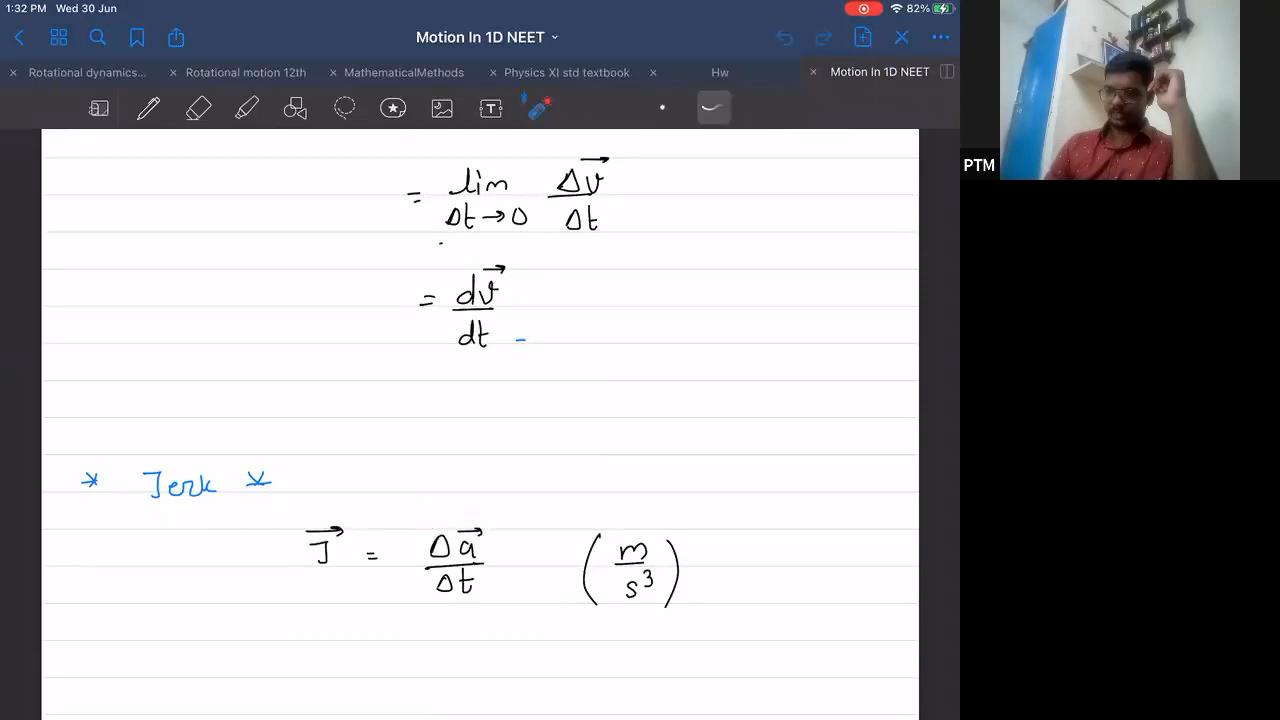 1:32 PM Wed 30 Jun 82%
Motion In 1D NEET
Rotational dynamics... Rotational motion 12th MathematicalMethods Physics XI std textbook Hw Motion In 1D NEET
PTM
= lim Δt→0 Δv⃗/Δt
= dv⃗/dt -
* Jerk *
J⃗ = Δa⃗/Δt (m/s³)